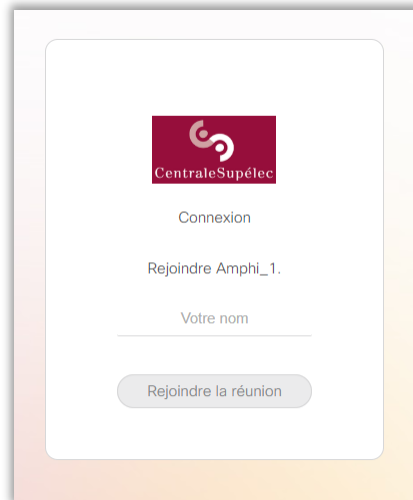 CentraleSupélec
Connexion
Rejoindre Amphi_1.
Votre nom
Rejoindre la réunion